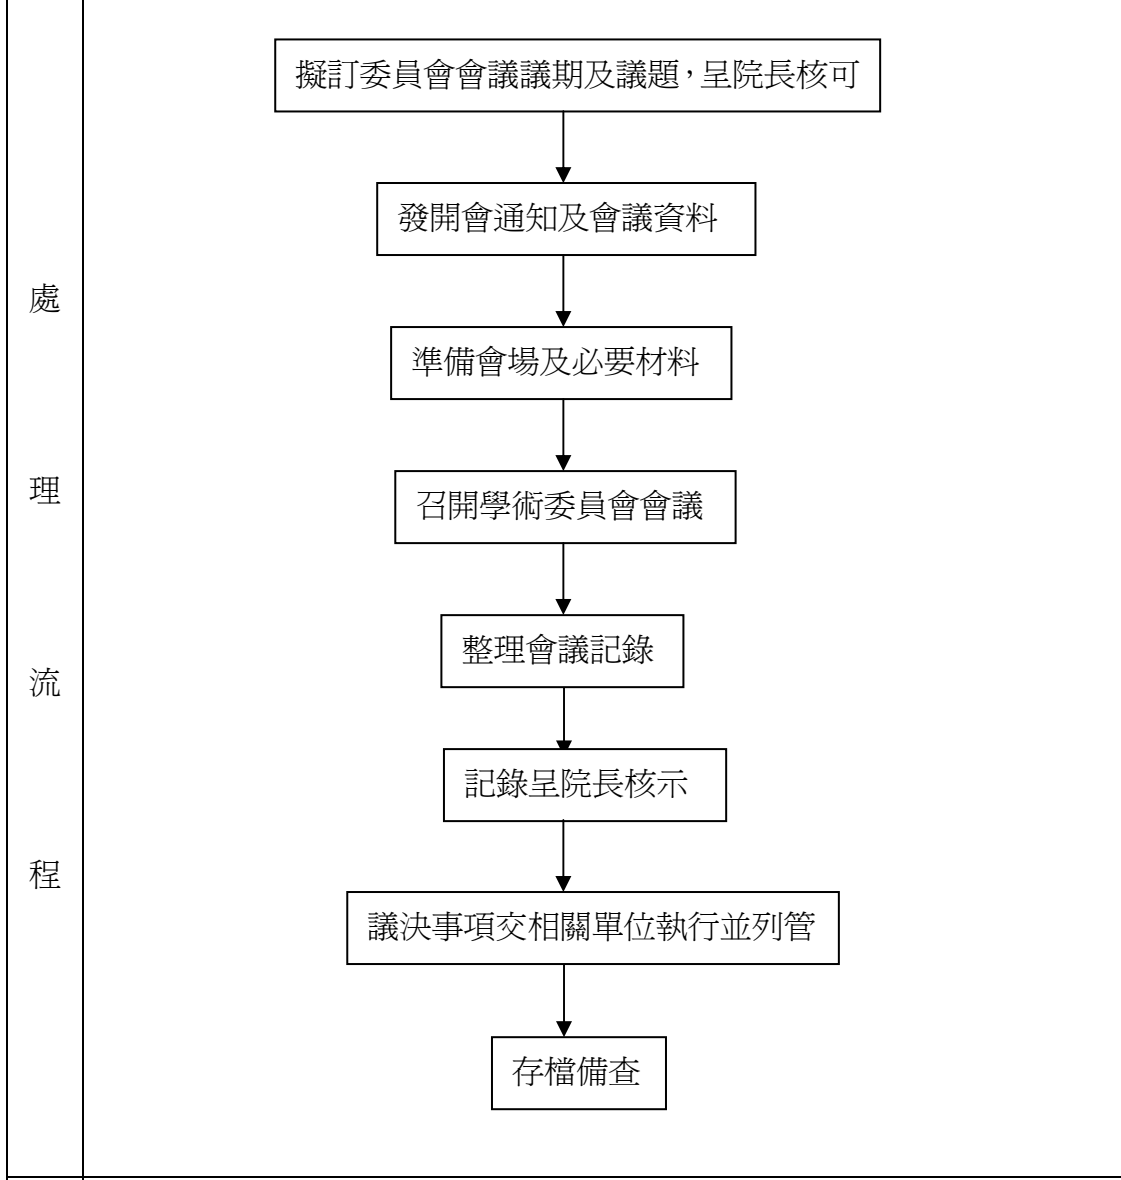 處
理
流
程
擬訂委員會會議議期及議題，呈院長核可
發開會通知及會議資料
準備會場及必要材料
召開學術委員會會議
整理會議記錄
記錄呈院長核示
議決事項交相關單位執行並列管
存檔備查